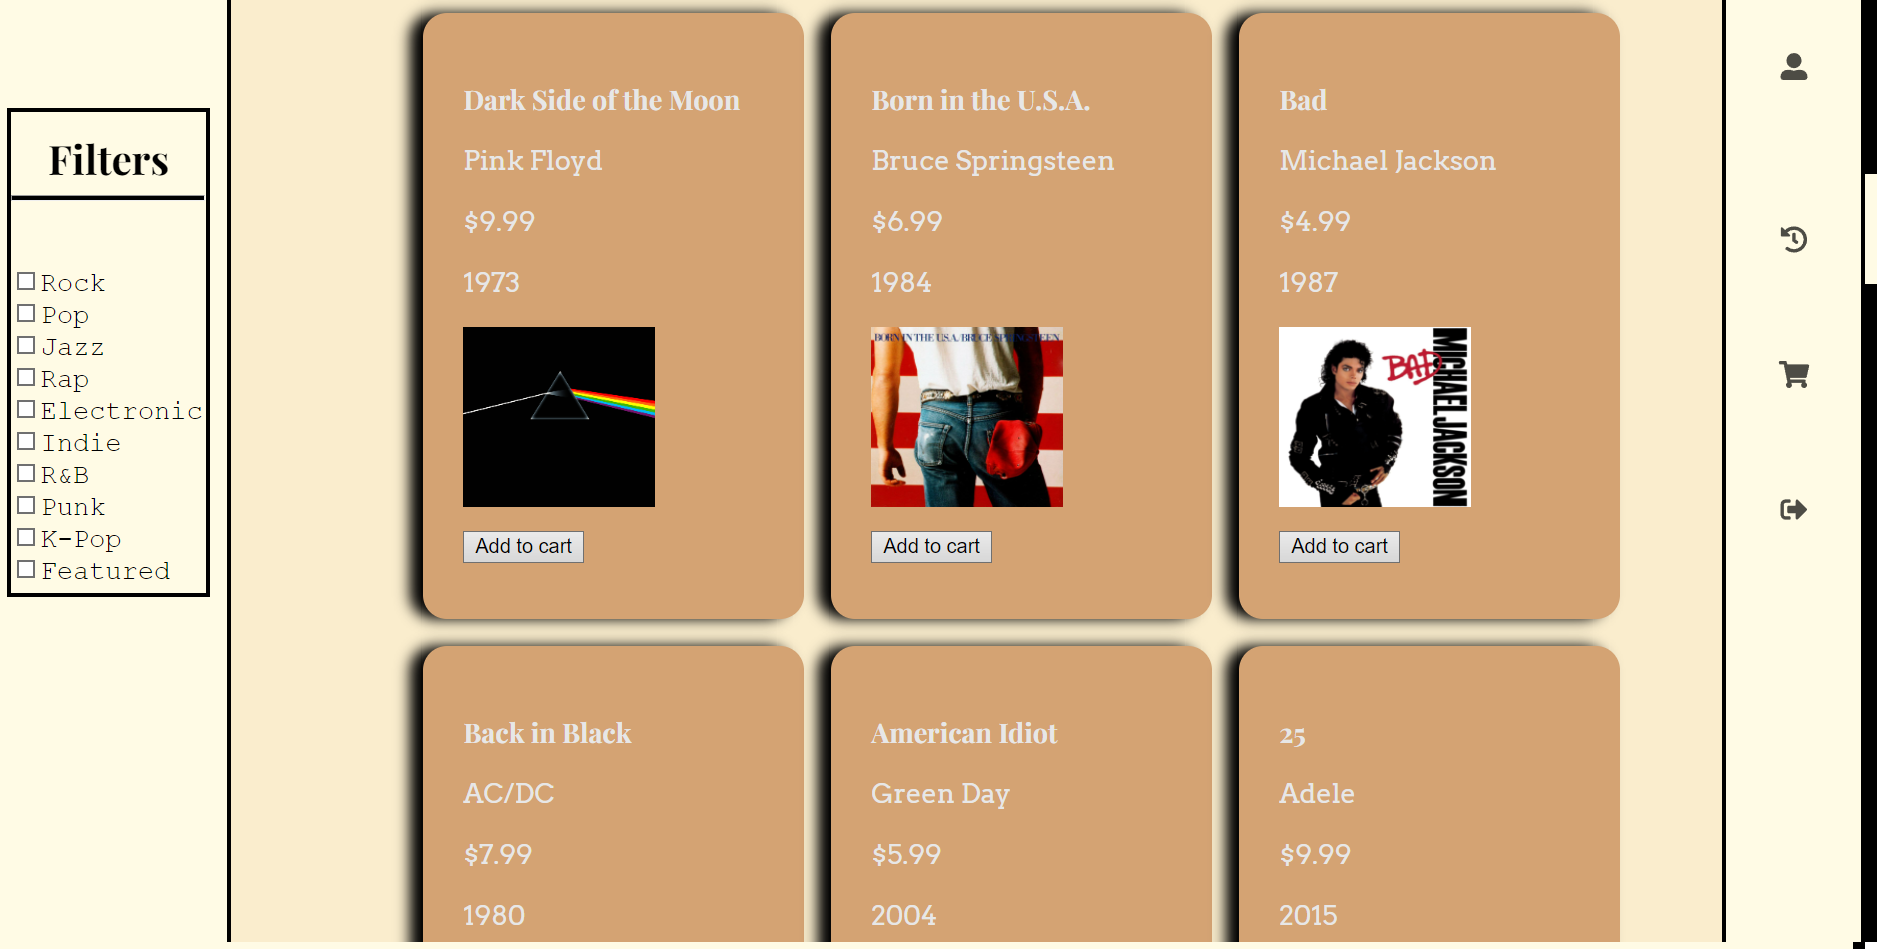 Filters
Rock
Pop
Jazz
Rap
Electronic
Indie
R&B
Punk
K-Pop
Featured
Dark Side of the Moon
Pink Floyd
$9.99
1973
Add to cart
Born in the U.S.A.
Bruce Springsteen
$6.99
1984
BORN IN THE U.S.A./BRUCE SPRINGSTEEN
Add to cart
Bad
Michael Jackson
$4.99
1987
BAD
MICHAEL JACKSON
Add to cart
Back in Black
AC/DC
$7.99
1980
American Idiot
Green Day
$5.99
2004
25
Adele
$9.99
2015